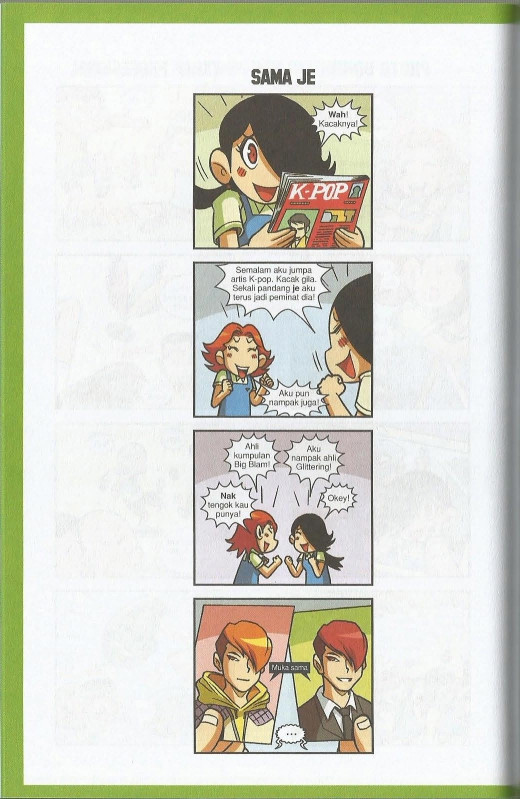 SAMA JE
Wah!
Kacaknya!
K-POP
Semalam aku jumpa
artis K-pop. Kacak gila.
Sekali pandang je aku
terus jadi peminat dia!
Aku pun
nampak juga!
Ahli
kumpulan
Big Blam!
Aku
nampak ahli
Glittering!
Nak
tengok kau
punya!
Okey!
Muka sama
...